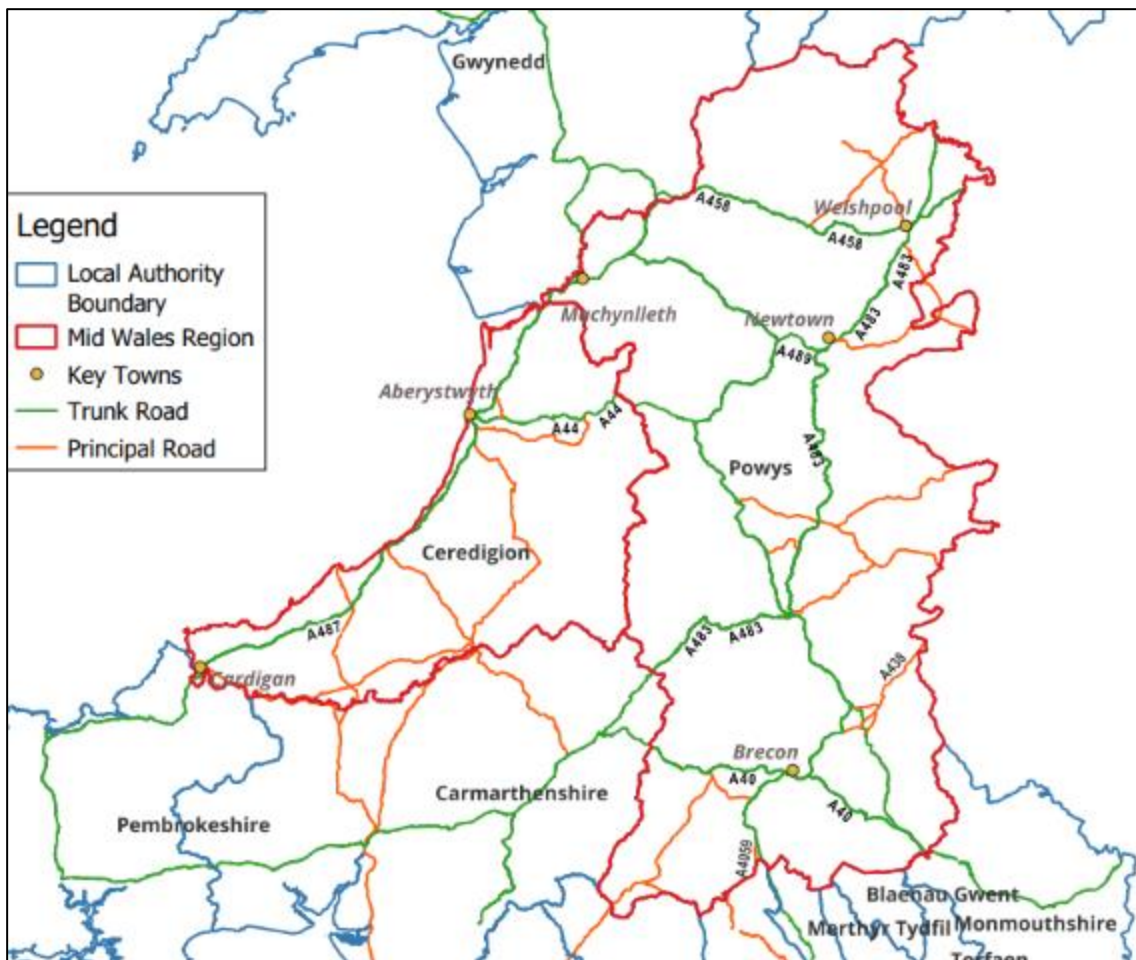 Gwynedd
Legend
Local Authority
Boundary
Mid Wales Region
Key Towns
Trunk Road
Principal Road
A458
Welshpool
A458
A483
Machynlleth
Newtown
A483
A489
Aberystwyth
A44
A44
A483
Powys
Ceredigion
A487
A483
A483
A438
Cardigan
Brecon
A40
Carmarthenshire
A40
Pembrokeshire
A4059
Blaenau Gwent
Merthyr Tydfil
Monmouthshire
Torfaen